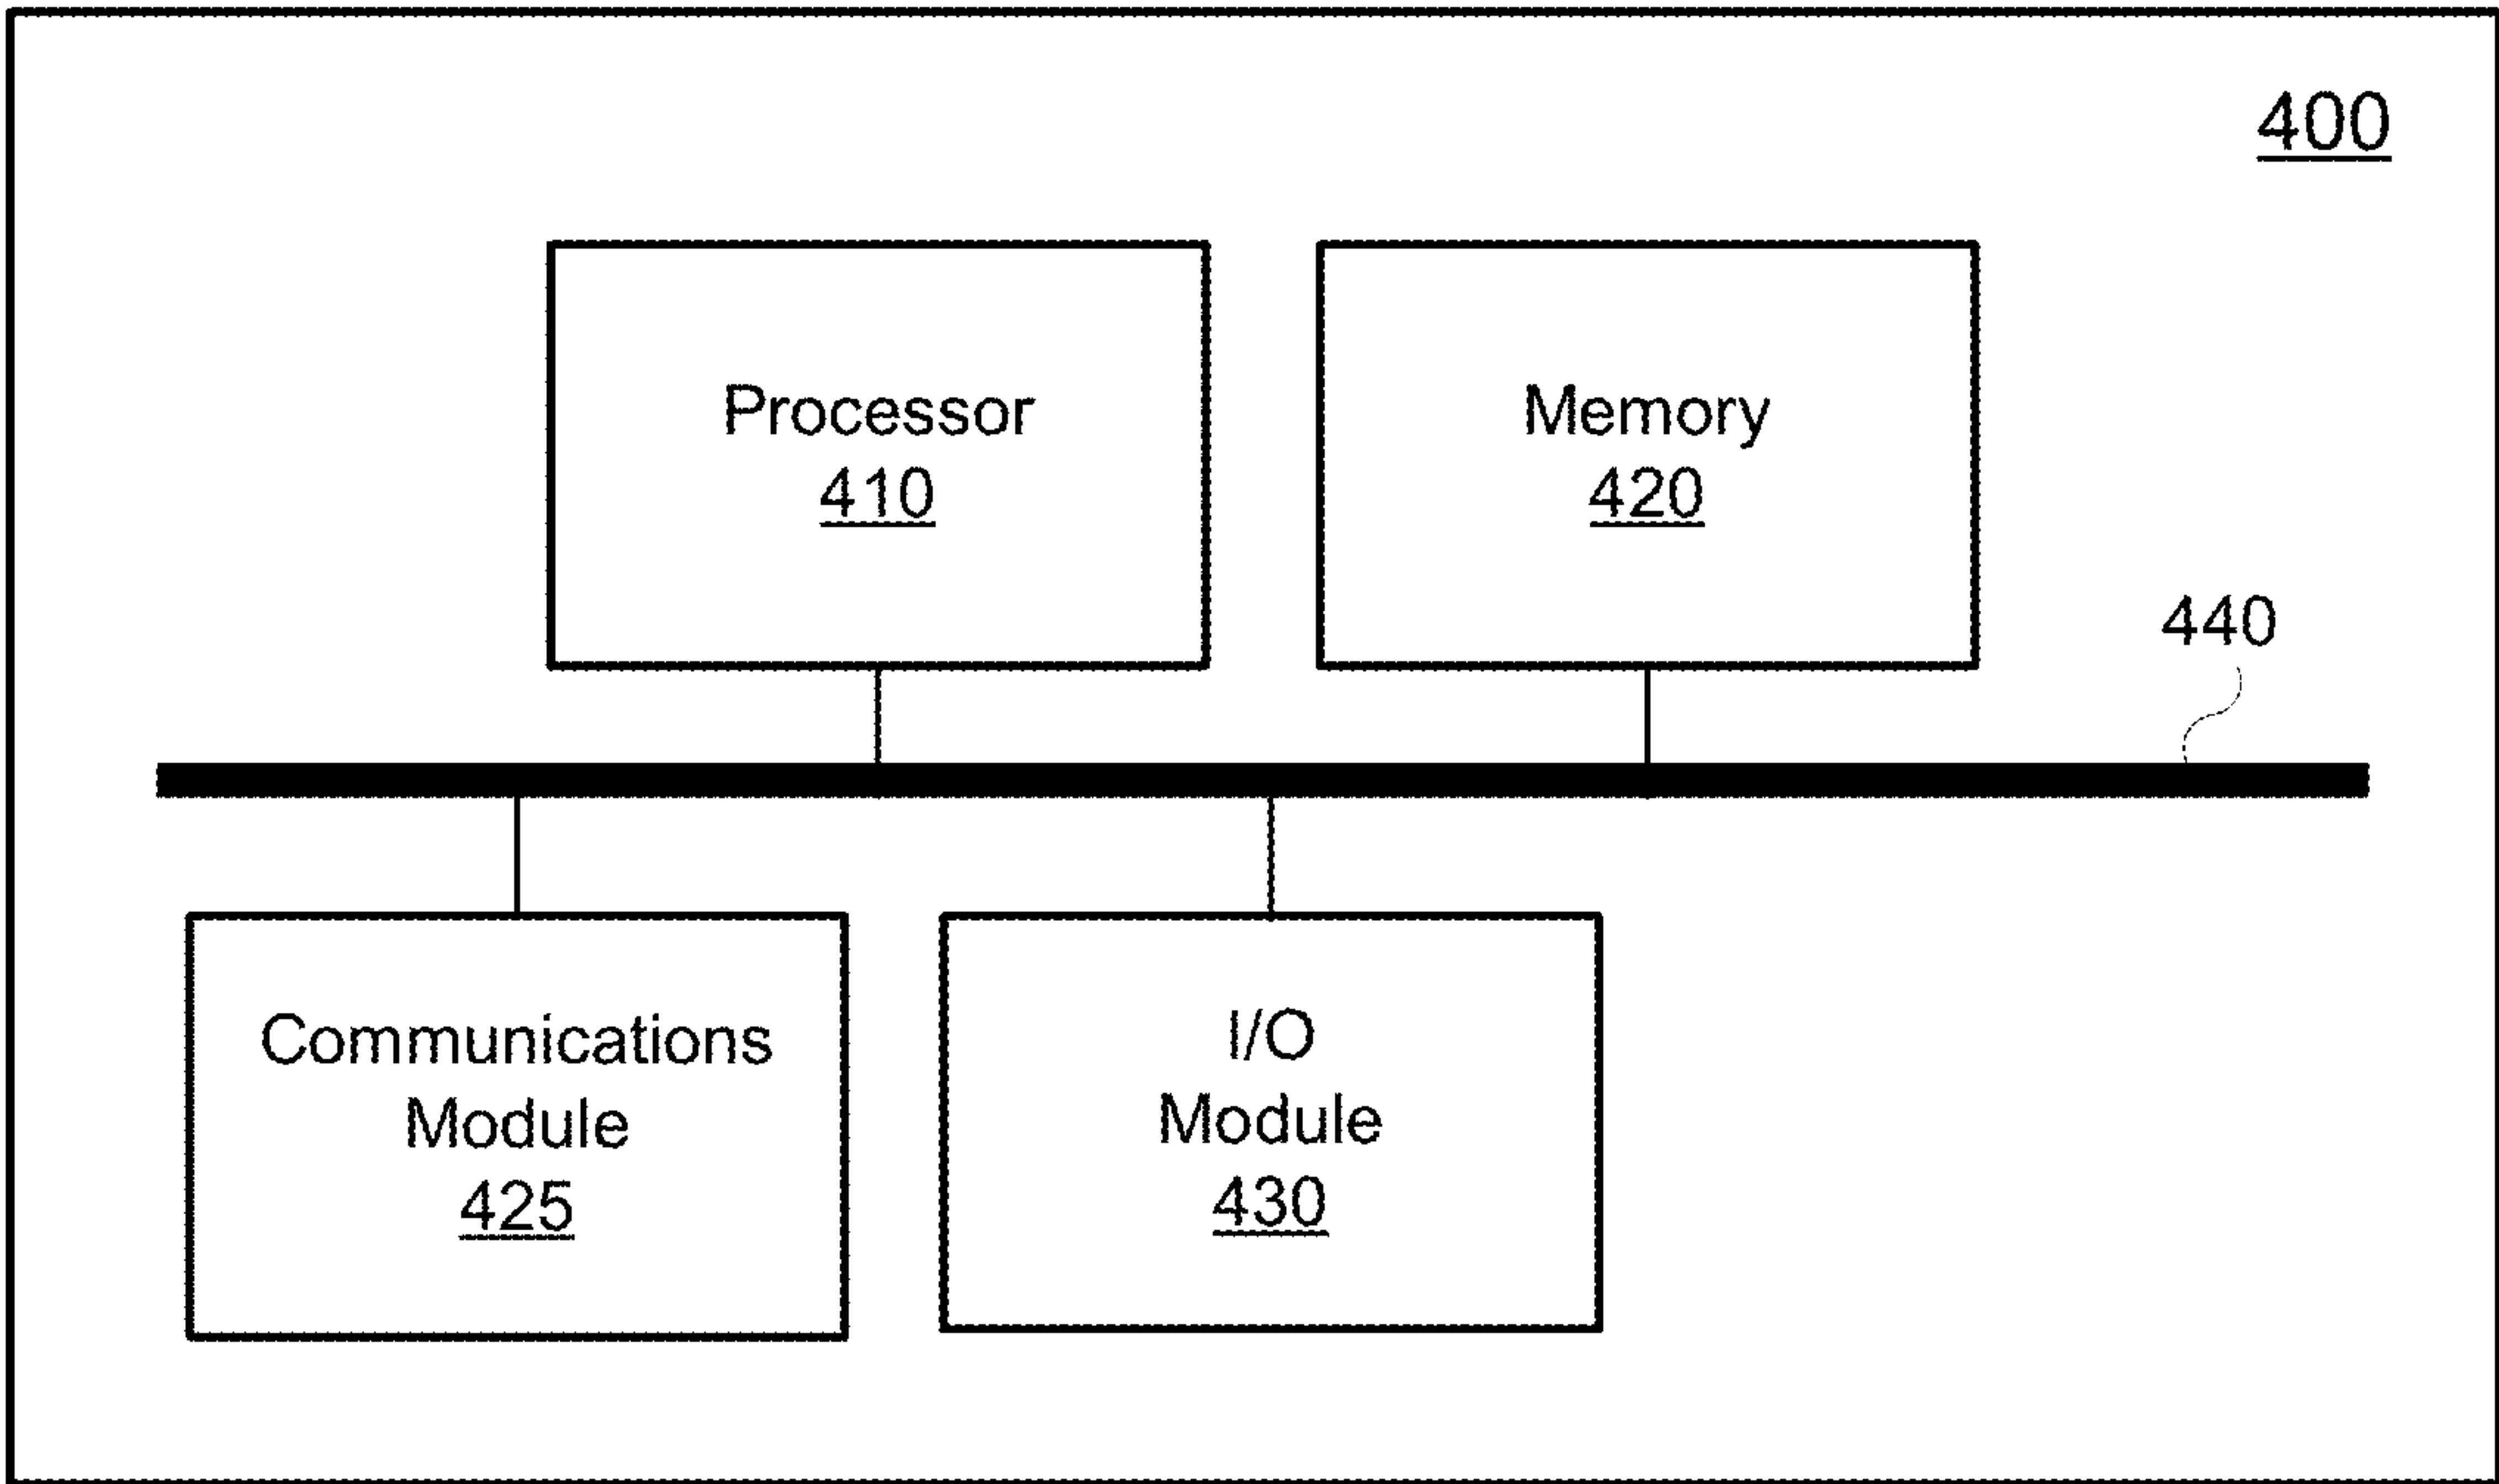 400
Processor
410
Memory
420
440
Communications
Module
425
I/O
Module
430